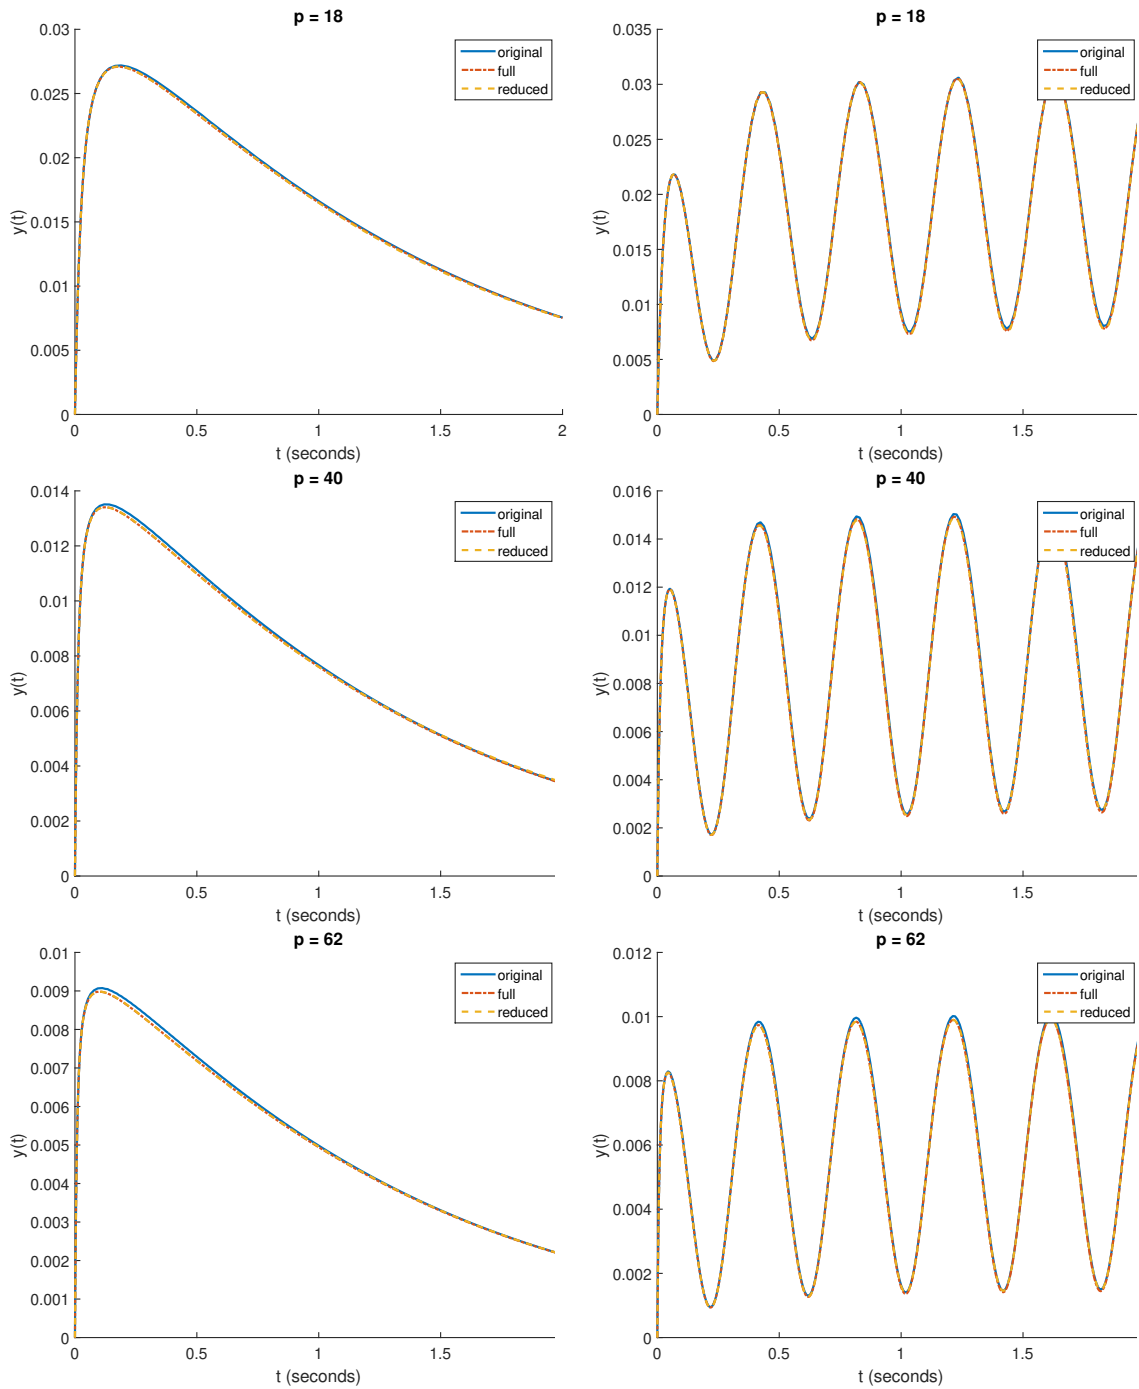 p = 18
0.03
0.025
0.02
0.015
0.01
0.005
0
y(t)
original
full
reduced
0 0.5 1 1.5 2
t (seconds)
p = 18
0.035
0.03
0.025
0.02
0.015
0.01
0.005
0
y(t)
original
full
reduced
0 0.5 1 1.5
t (seconds)
p = 40
0.014
0.012
0.01
0.008
0.006
0.004
0.002
0
y(t)
original
full
reduced
0 0.5 1 1.5
t (seconds)
p = 40
0.016
0.014
0.012
0.01
0.008
0.006
0.004
0.002
0
y(t)
original
full
reduced
0 0.5 1 1.5
t (seconds)
p = 62
0.01
0.009
0.008
0.007
0.006
0.005
0.004
0.003
0.002
0.001
0
y(t)
original
full
reduced
0 0.5 1 1.5
t (seconds)
p = 62
0.012
0.01
0.008
0.006
0.004
0.002
0
y(t)
original
full
reduced
0 0.5 1 1.5
t (seconds)